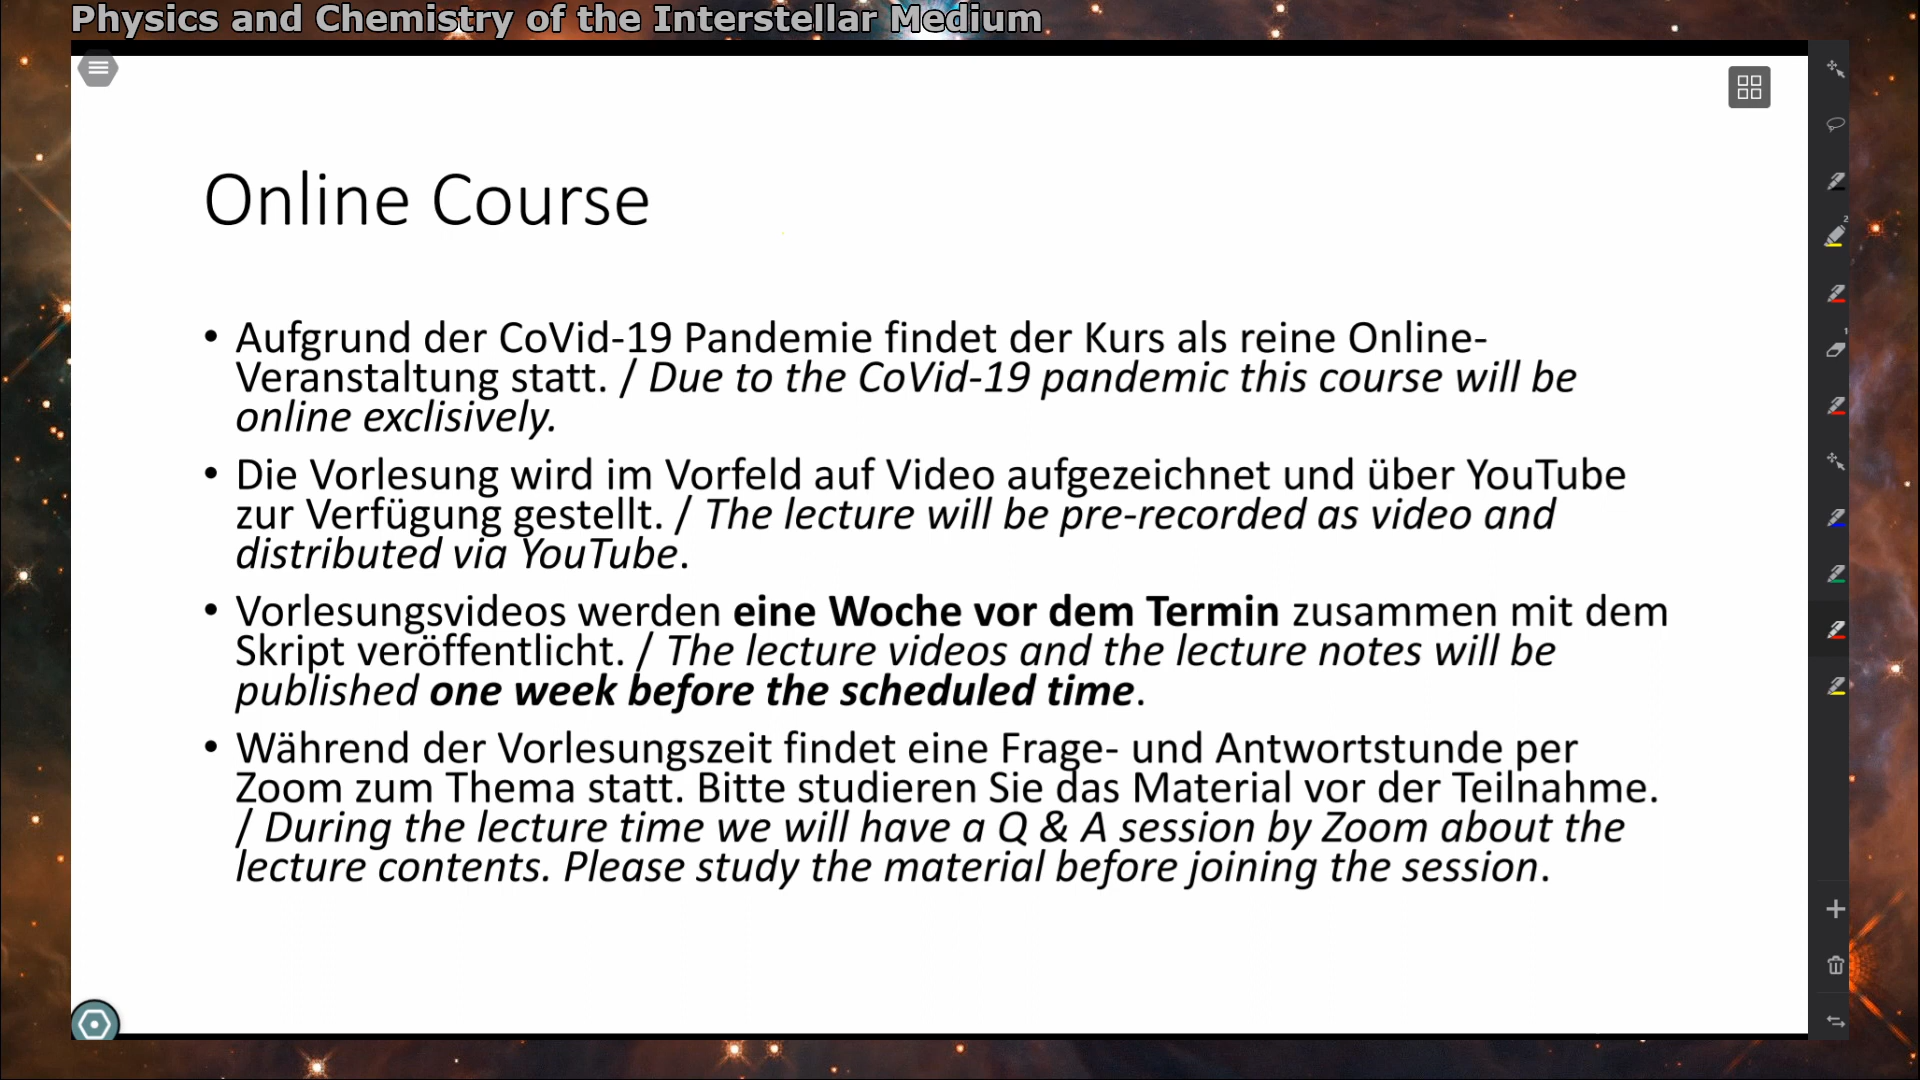 Physics and Chemistry of the Interstellar Medium
Online Course
• Aufgrund der CoVid-19 Pandemie findet der Kurs als reine Online-
Veranstaltung statt. / Due to the CoVid-19 pandemic this course will be
online exclisively.
• Die Vorlesung wird im Vorfeld auf Video aufgezeichnet und über YouTube
zur Verfügung gestellt. / The lecture will be pre-recorded as video and
distributed via YouTube.
• Vorlesungsvideos werden eine Woche vor dem Termin zusammen mit dem
Skript veröffentlicht. / The lecture videos and the lecture notes will be
published one week before the scheduled time.
• Während der Vorlesungszeit findet eine Frage- und Antwortstunde per
Zoom zum Thema statt. Bitte studieren Sie das Material vor der Teilnahme.
/ During the lecture time we will have a Q & A session by Zoom about the
lecture contents. Please study the material before joining the session.
2
1